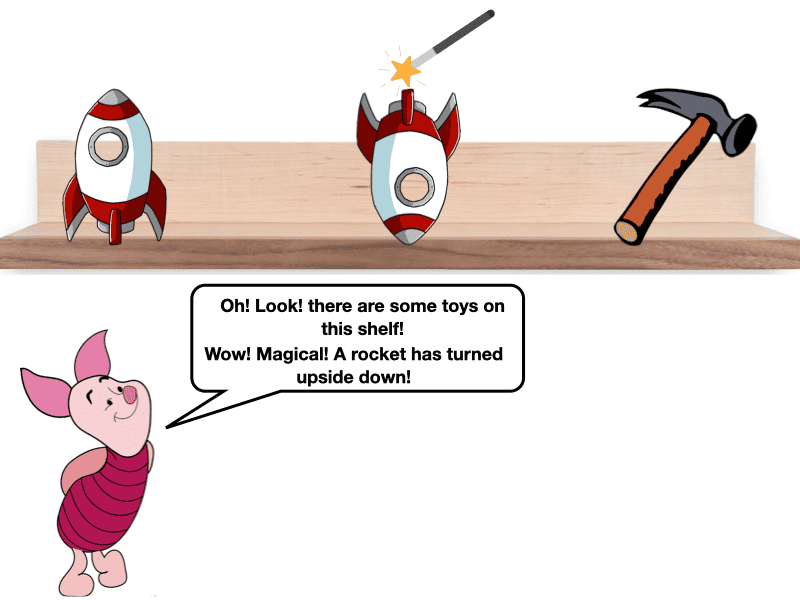 Oh! Look! there are some toys on
this shelf!
Wow! Magical! A rocket has turned
upside down!